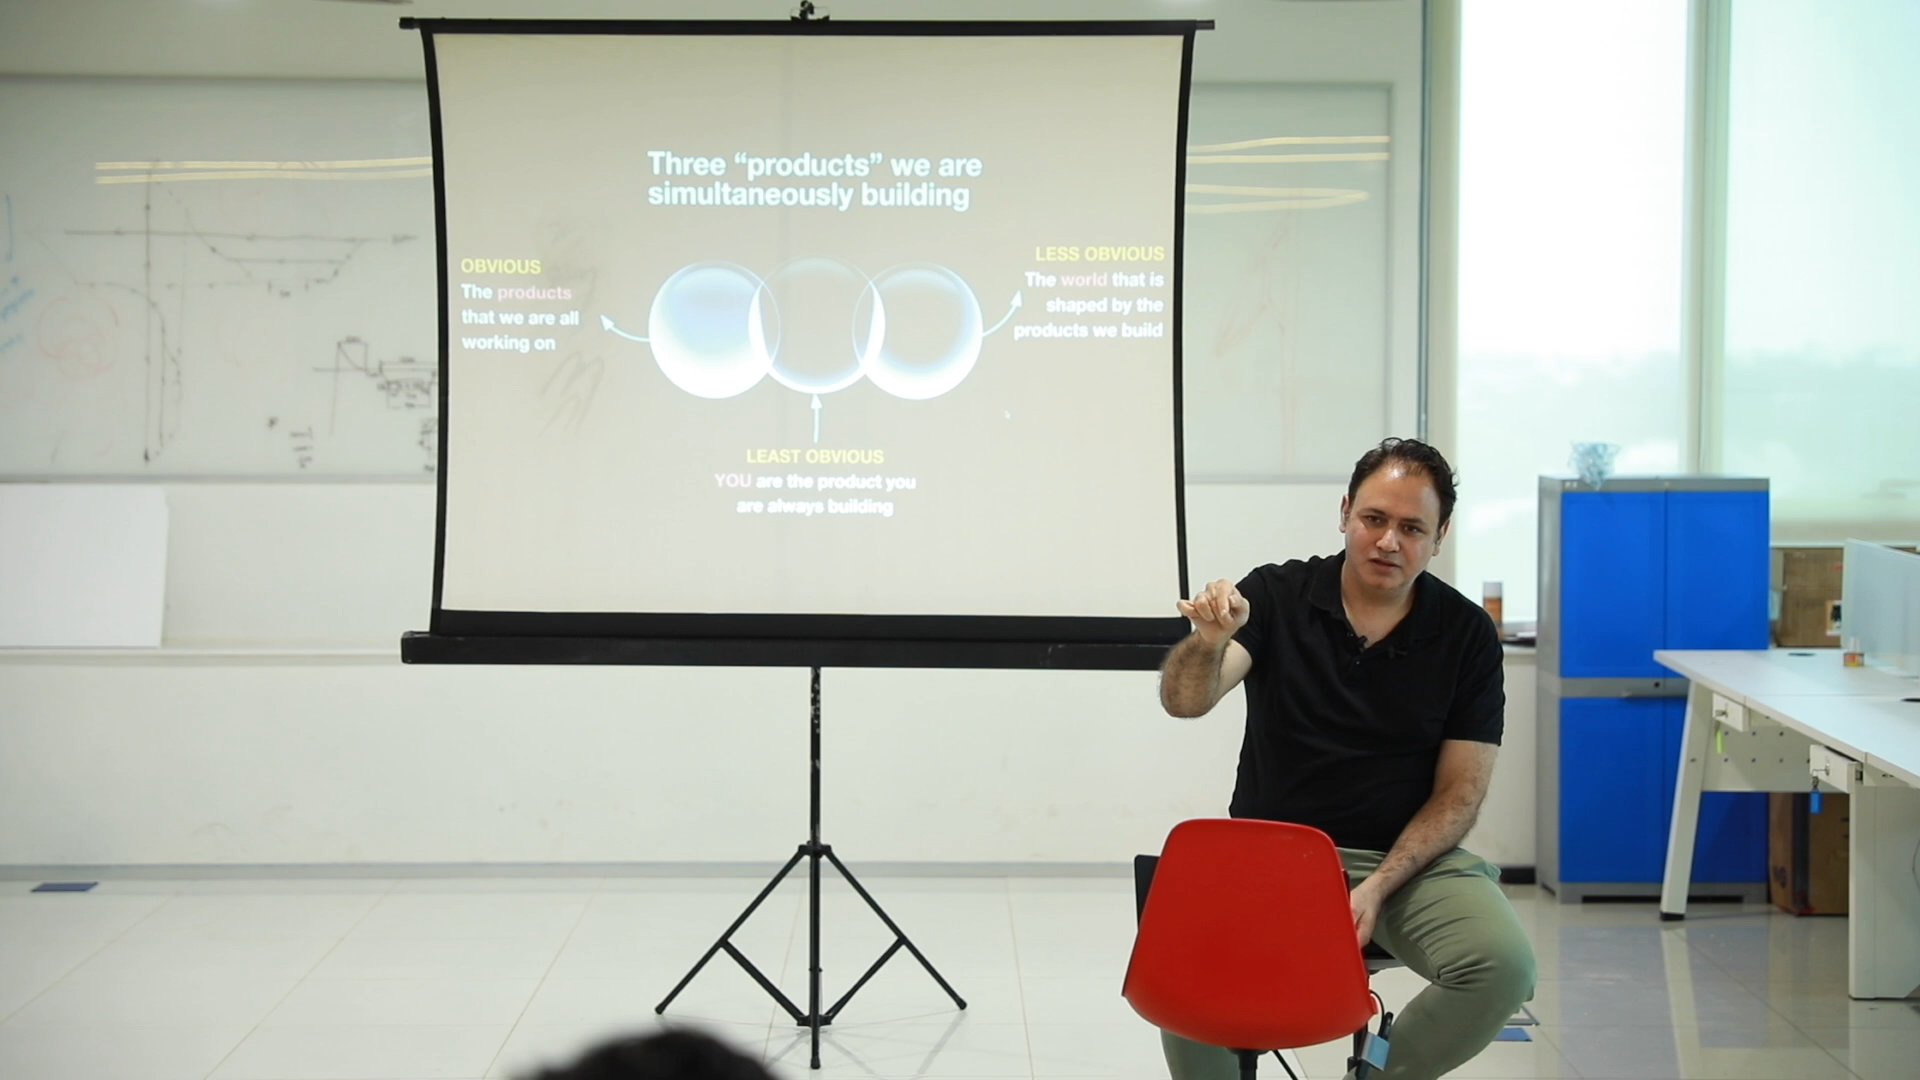 Three “products” we are
simultaneously building
OBVIOUS
The products
that we are all
working on
LESS OBVIOUS
The world that is
shaped by the
products we build
LEAST OBVIOUS
YOU are the product you
are always building